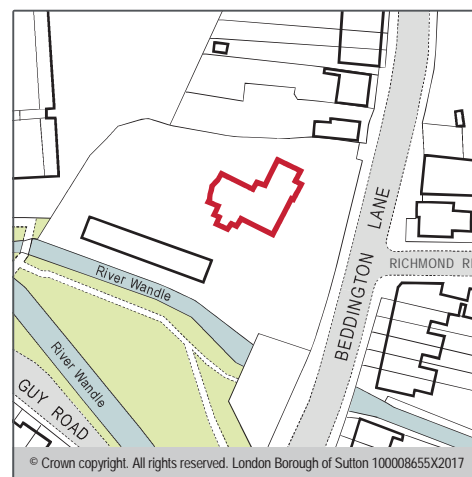 River Wandle
BEDDINGTON LANE
RICHMOND R
River Wandle
GUY ROAD
© Crown copyright. All rights reserved. London Borough of Sutton 100008655X2017